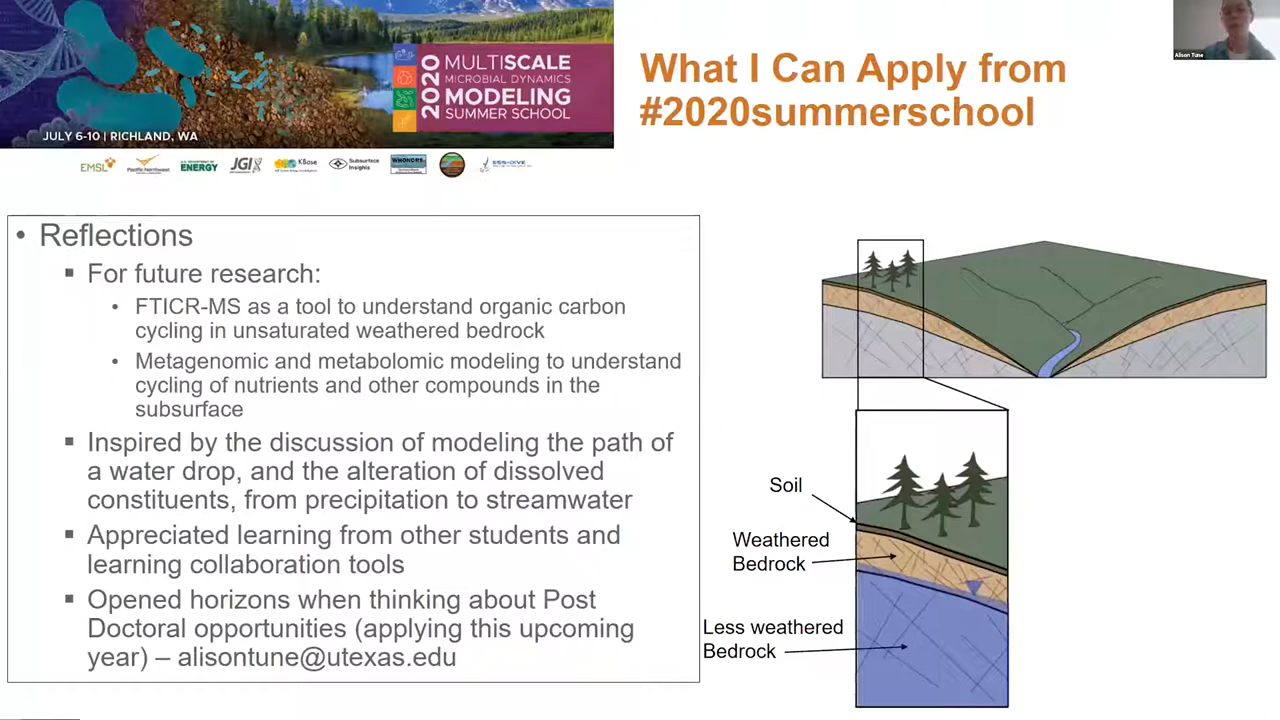 2020
MULTISCALE
MICROBIAL DYNAMICS
MODELING
SUMMER SCHOOL
JULY 6-10 | RICHLAND, WA
EMSL
Pacific Northwest
ENERGY
JGI
KBase
Subsurface
Insights
WHONDRS
ESS-DIVE
What I Can Apply from
#2020summerschool
Alison Tune
• Reflections
▪ For future research:
• FTICR-MS as a tool to understand organic carbon
cycling in unsaturated weathered bedrock
• Metagenomic and metabolomic modeling to understand
cycling of nutrients and other compounds in the
subsurface
▪ Inspired by the discussion of modeling the path of
a water drop, and the alteration of dissolved
constituents, from precipitation to streamwater
▪ Appreciated learning from other students and
learning collaboration tools
▪ Opened horizons when thinking about Post
Doctoral opportunities (applying this upcoming
year) – alisontune@utexas.edu
Soil
Weathered
Bedrock
Less weathered
Bedrock